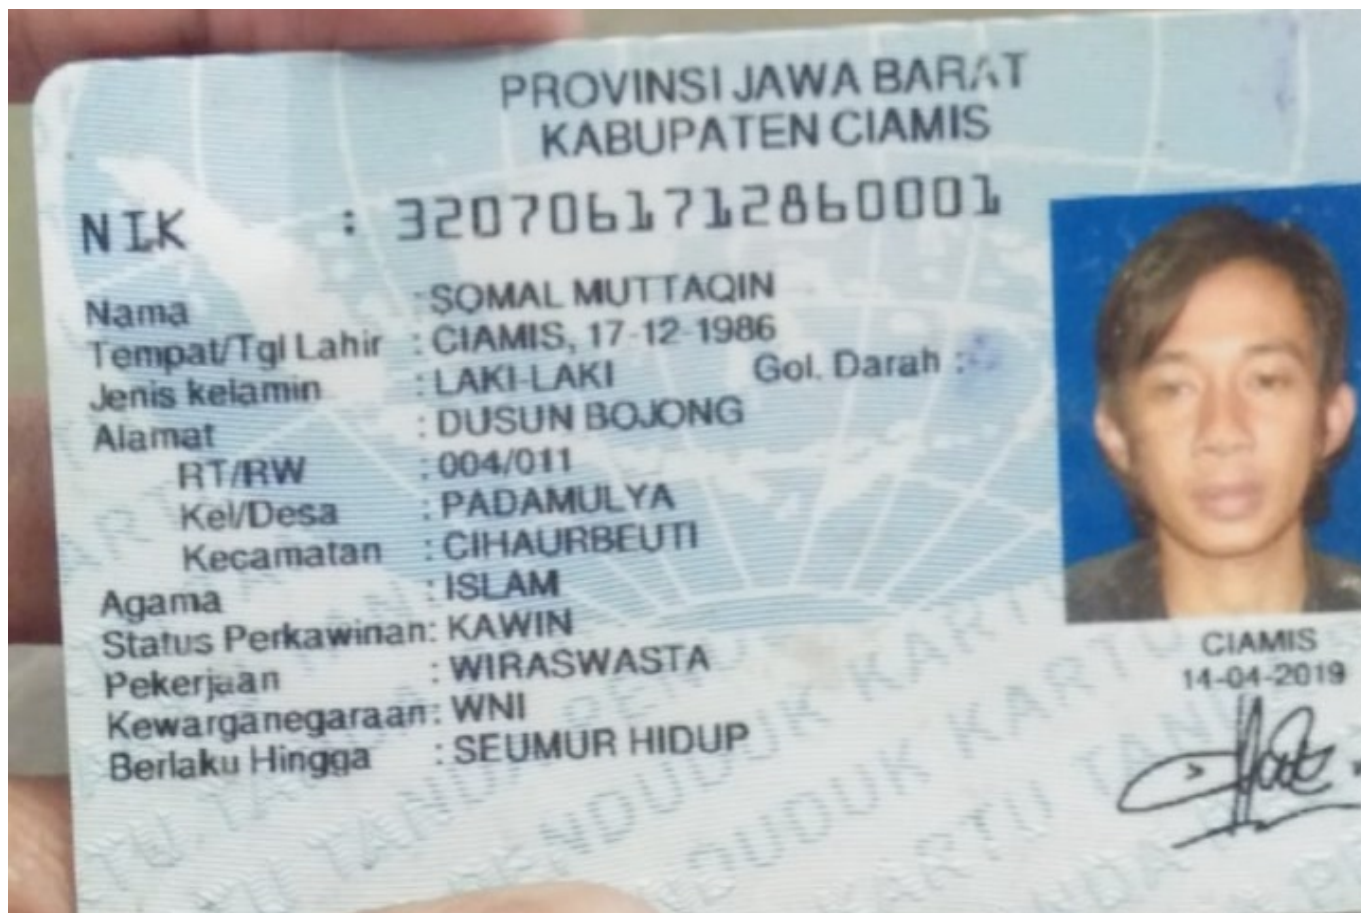 PROVINSI JAWA BARAT
KABUPATEN CIAMIS
NIK : 3207061712860001
Nama : SOMAL MUTTAQIN
Tempat/Tgl Lahir : CIAMIS, 17-12-1986
Jenis kelamin : LAKI-LAKI Gol. Darah :
Alamat : DUSUN BOJONG
RT/RW : 004/011
Kel/Desa : PADAMULYA
Kecamatan : CIHAURBEUTI
Agama : ISLAM
Status Perkawinan: KAWIN
Pekerjaan : WIRASWASTA
Kewarganegaraan: WNI
Berlaku Hingga : SEUMUR HIDUP
CIAMIS
14-04-2019